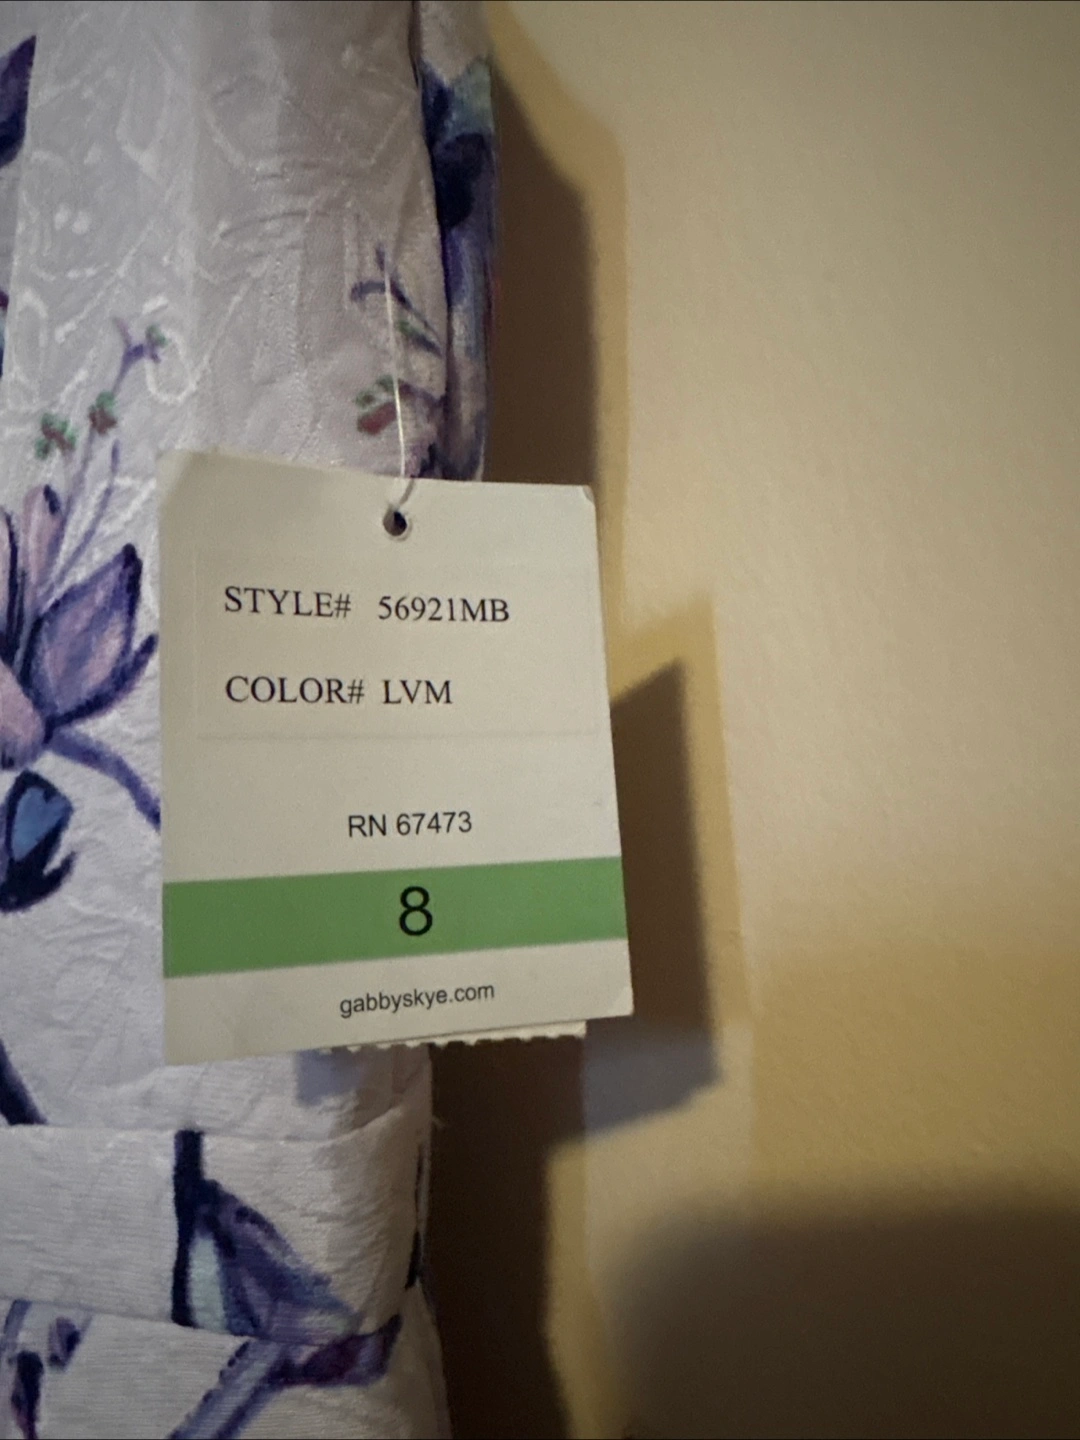 STYLE# 56921MB
COLOR# LVM
RN 67473
8
gabbyskye.com